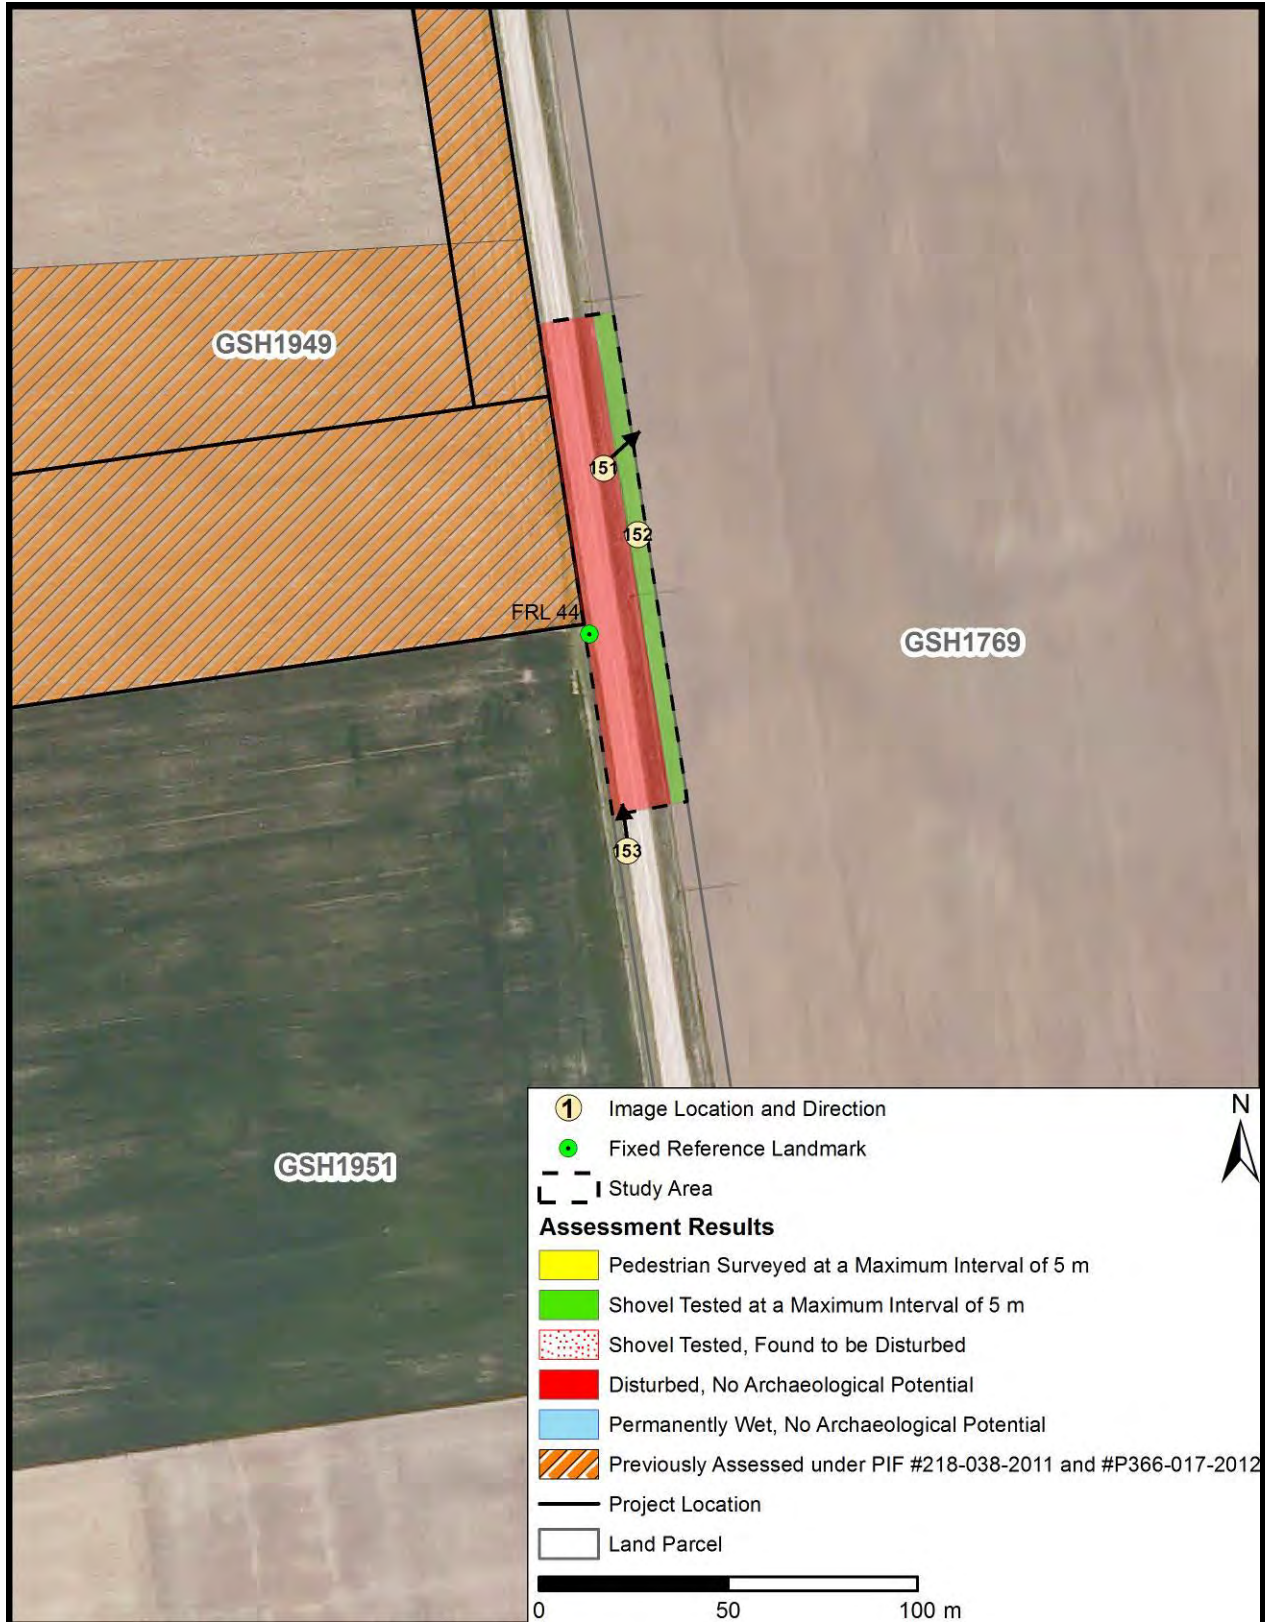 GSH1949
151
152
FRL 44
GSH1769
153
GSH1951
N
1 Image Location and Direction
Fixed Reference Landmark
Study Area
Assessment Results
Pedestrian Surveyed at a Maximum Interval of 5 m
Shovel Tested at a Maximum Interval of 5 m
Shovel Tested, Found to be Disturbed
Disturbed, No Archaeological Potential
Permanently Wet, No Archaeological Potential
Previously Assessed under PIF #218-038-2011 and #P366-017-2012
Project Location
Land Parcel
0 50 100 m